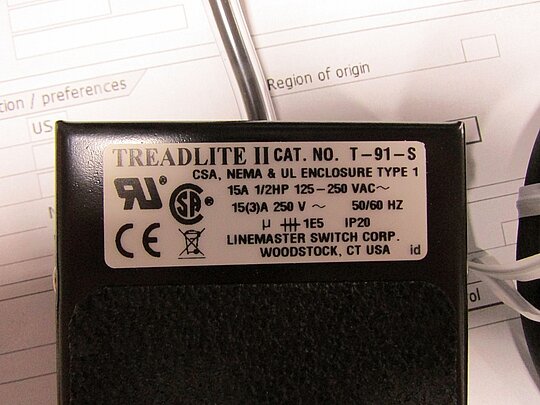 Region of origin
tion / preferences
US
TREADLITE II CAT. NO. T-91-S
CSA, NEMA & UL ENCLOSURE TYPE 1
15A 1/2HP 125-250 VAC~
15(3)A 250 V ~ 50/60 HZ
µ 1E5 IP20
CE
LINEMASTER SWITCH CORP.
WOODSTOCK, CT USA id
rol